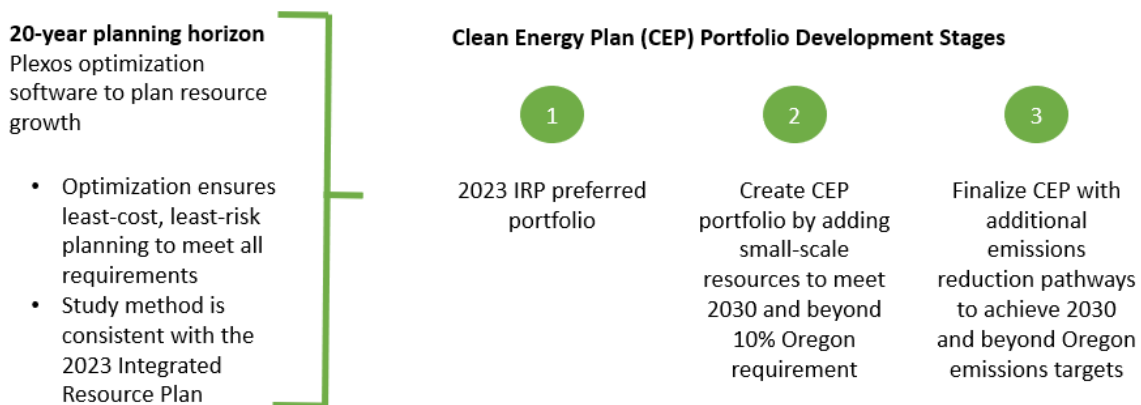 20-year planning horizon
Plexos optimization
software to plan resource
growth
• Optimization ensures
least-cost, least-risk
planning to meet all
requirements
• Study method is
consistent with the
2023 Integrated
Resource Plan
Clean Energy Plan (CEP) Portfolio Development Stages
1
2023 IRP preferred
portfolio
2
Create CEP
portfolio by adding
small-scale
resources to meet
2030 and beyond
10% Oregon
requirement
3
Finalize CEP with
additional
emissions
reduction pathways
to achieve 2030
and beyond Oregon
emissions targets